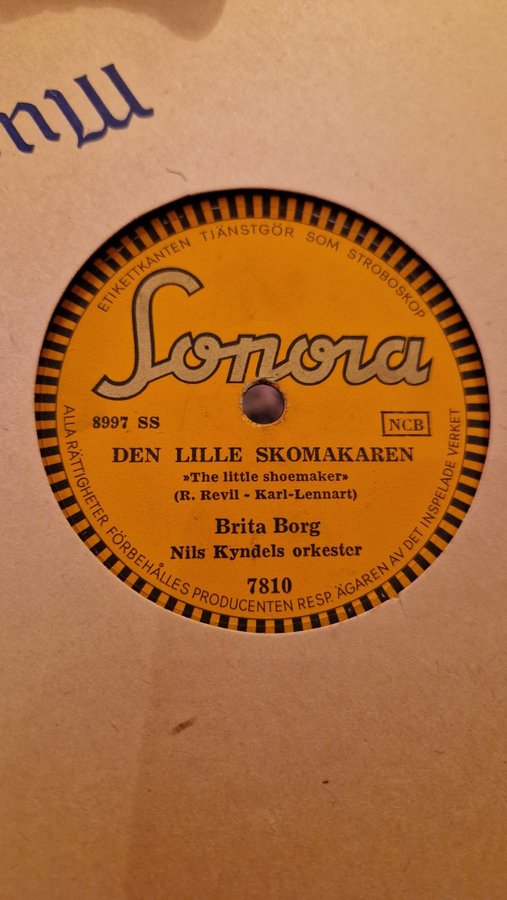 ETIKETTKANTEN TJÄNSTGÖR SOM STROBOSKOP
Sonora
8997 SS
NCB
DEN LILLE SKOMAKAREN
»The little shoemaker»
(R. Revil - Karl-Lennart)
Brita Borg
Nils Kyndels orkester
7810
ALLA RÄTTIGHETER FÖRBEHÅLLES PRODUCENTEN RESP. ÄGAREN AV DET INSPELADE VERKET